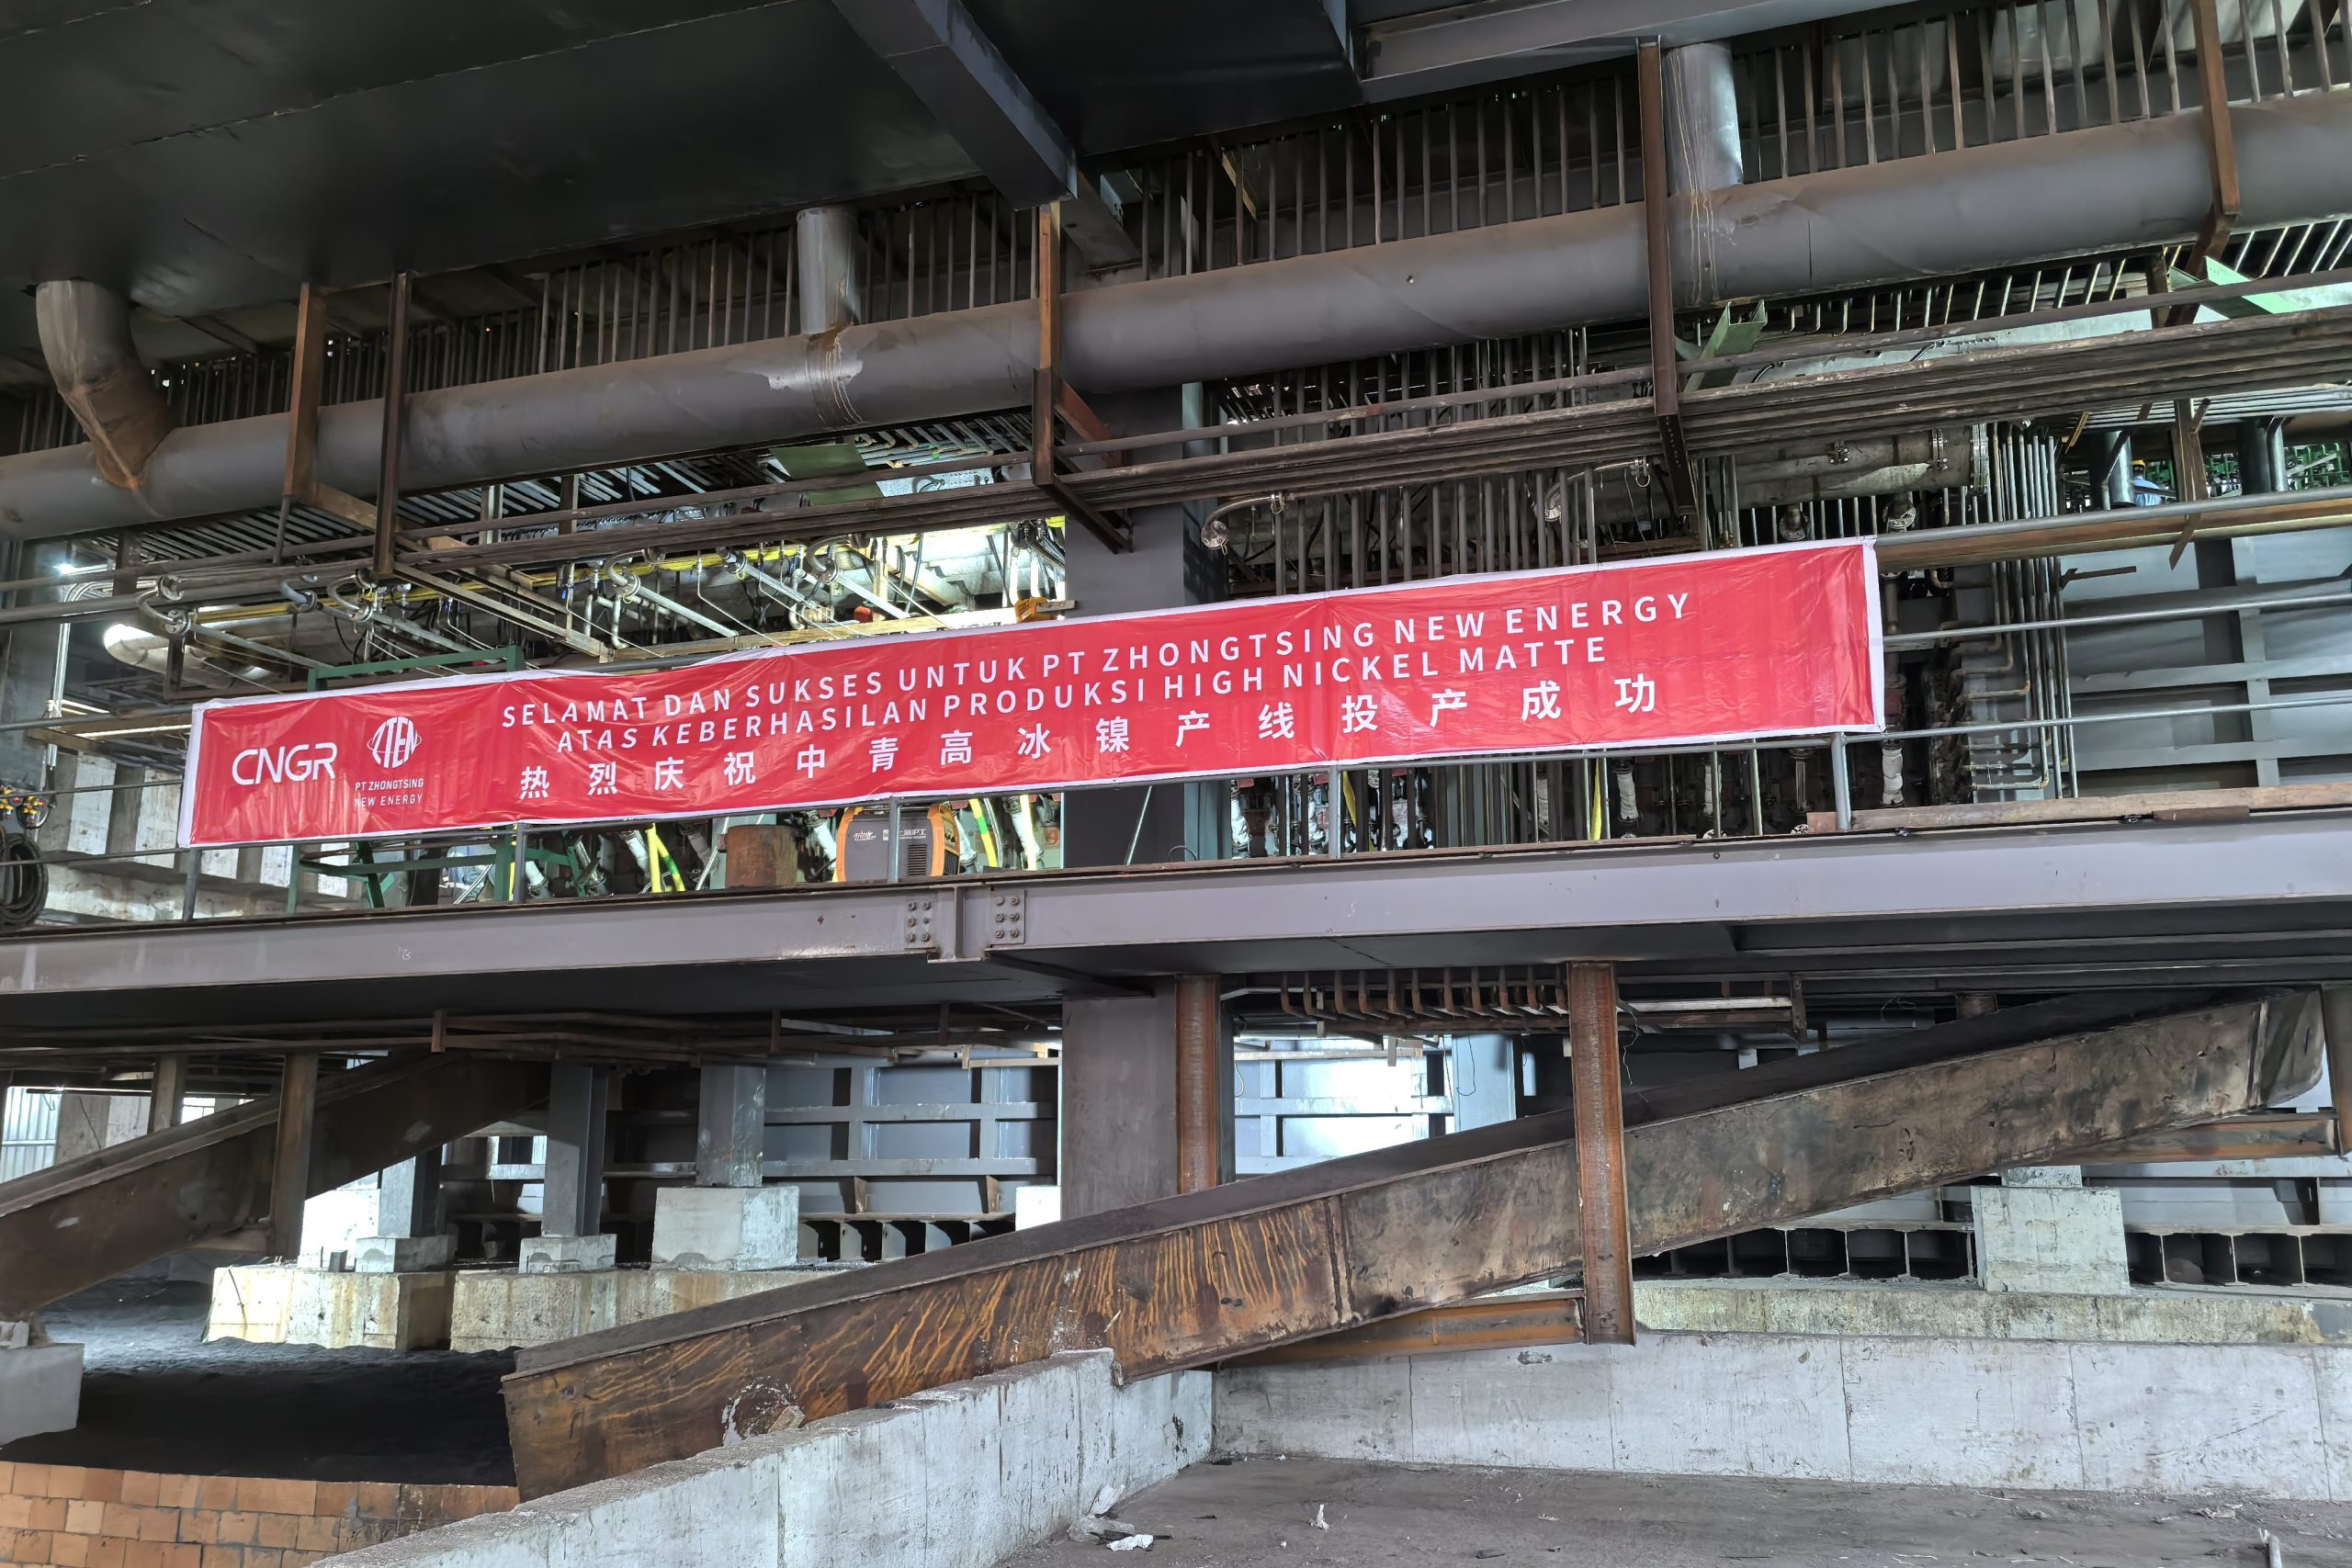 CNGR
ZTEN
PT ZHONGTSING
NEW ENERGY
SELAMAT DAN SUKSES UNTUK PT ZHONGTSING NEW ENERGY
ATAS KEBERHASILAN PRODUKSI HIGH NICKEL MATTE
热烈庆祝中青高冰镍产线投产成功